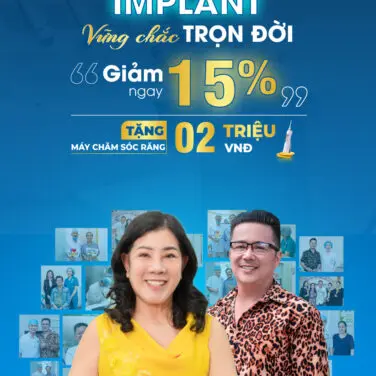 IMPLANT
Vững chắc TRỌN ĐỜI
“ Giảm ngay 15% ”
TẶNG MÁY CHĂM SÓC RĂNG 02 TRIỆU VNĐ